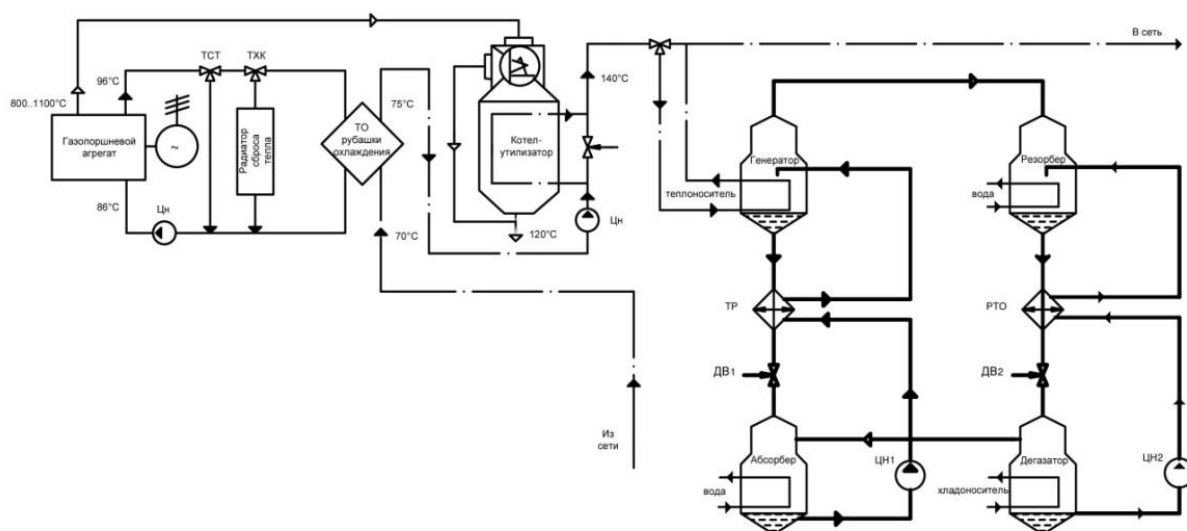 В сеть
ТСТ
ТХК
96°C
140°C
800..1100°C
75°C
Газопоршневой
агрегат
~
Радиатор
сброса
тепла
ТО
рубашки
охлаждения
Котел-
утилизатор
Генератор
теплоноситель
Резорбер
вода
86°C
Цн
70°C
120°C
Цн
ТР
РТО
ДВ1
ДВ2
Из
сети
Абсорбер
вода
ЦН1
Дегазатор
хладоноситель
ЦН2